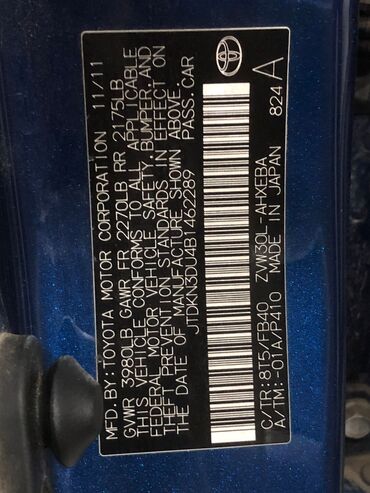 MFD. BY: TOYOTA MOTOR CORPORATION 11/11
GVWR 3980LB GAWR FR 2270LB RR 2175LB
THIS VEHICLE CONFORMS TO ALL APPLICABLE
FEDERAL MOTOR VEHICLE SAFETY, BUMPER, AND
THEFT PREVENTION STANDARDS IN EFFECT ON
THE DATE OF MANUFACTURE SHOWN ABOVE.
JTDKN3DU4B1462289 PASS. CAR
C/TR: 8T5/FB40 ZVW30L-AHXEBA
A/TM: -01A/P410 MADE IN JAPAN 824 A